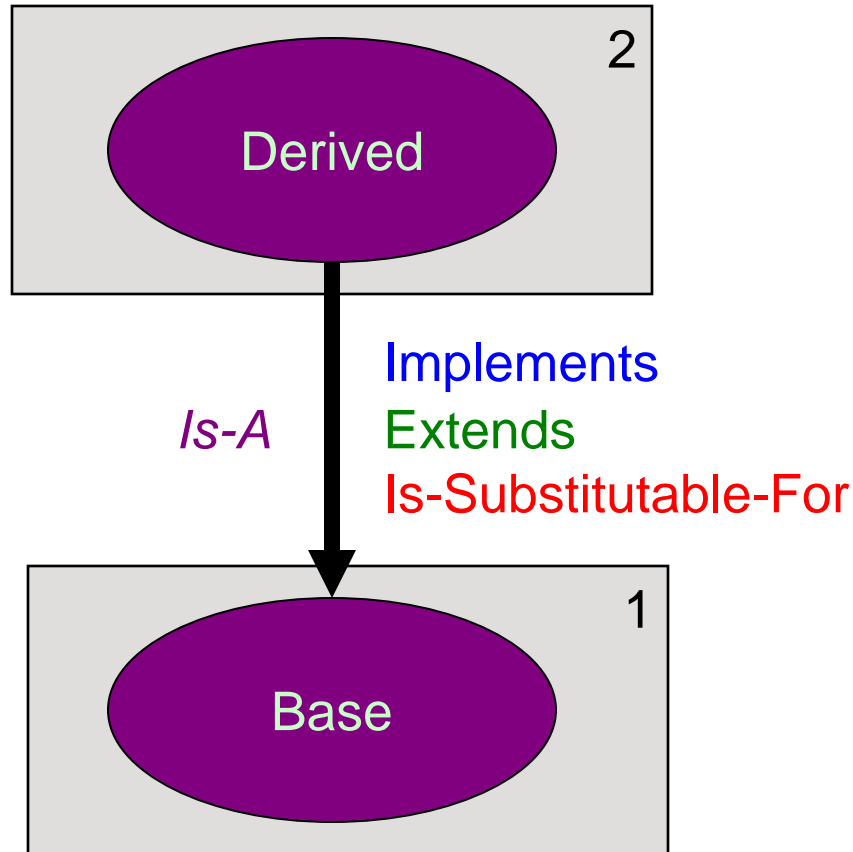 2
Derived
Implements
Is-A
Extends
Is-Substitutable-For
1
Base